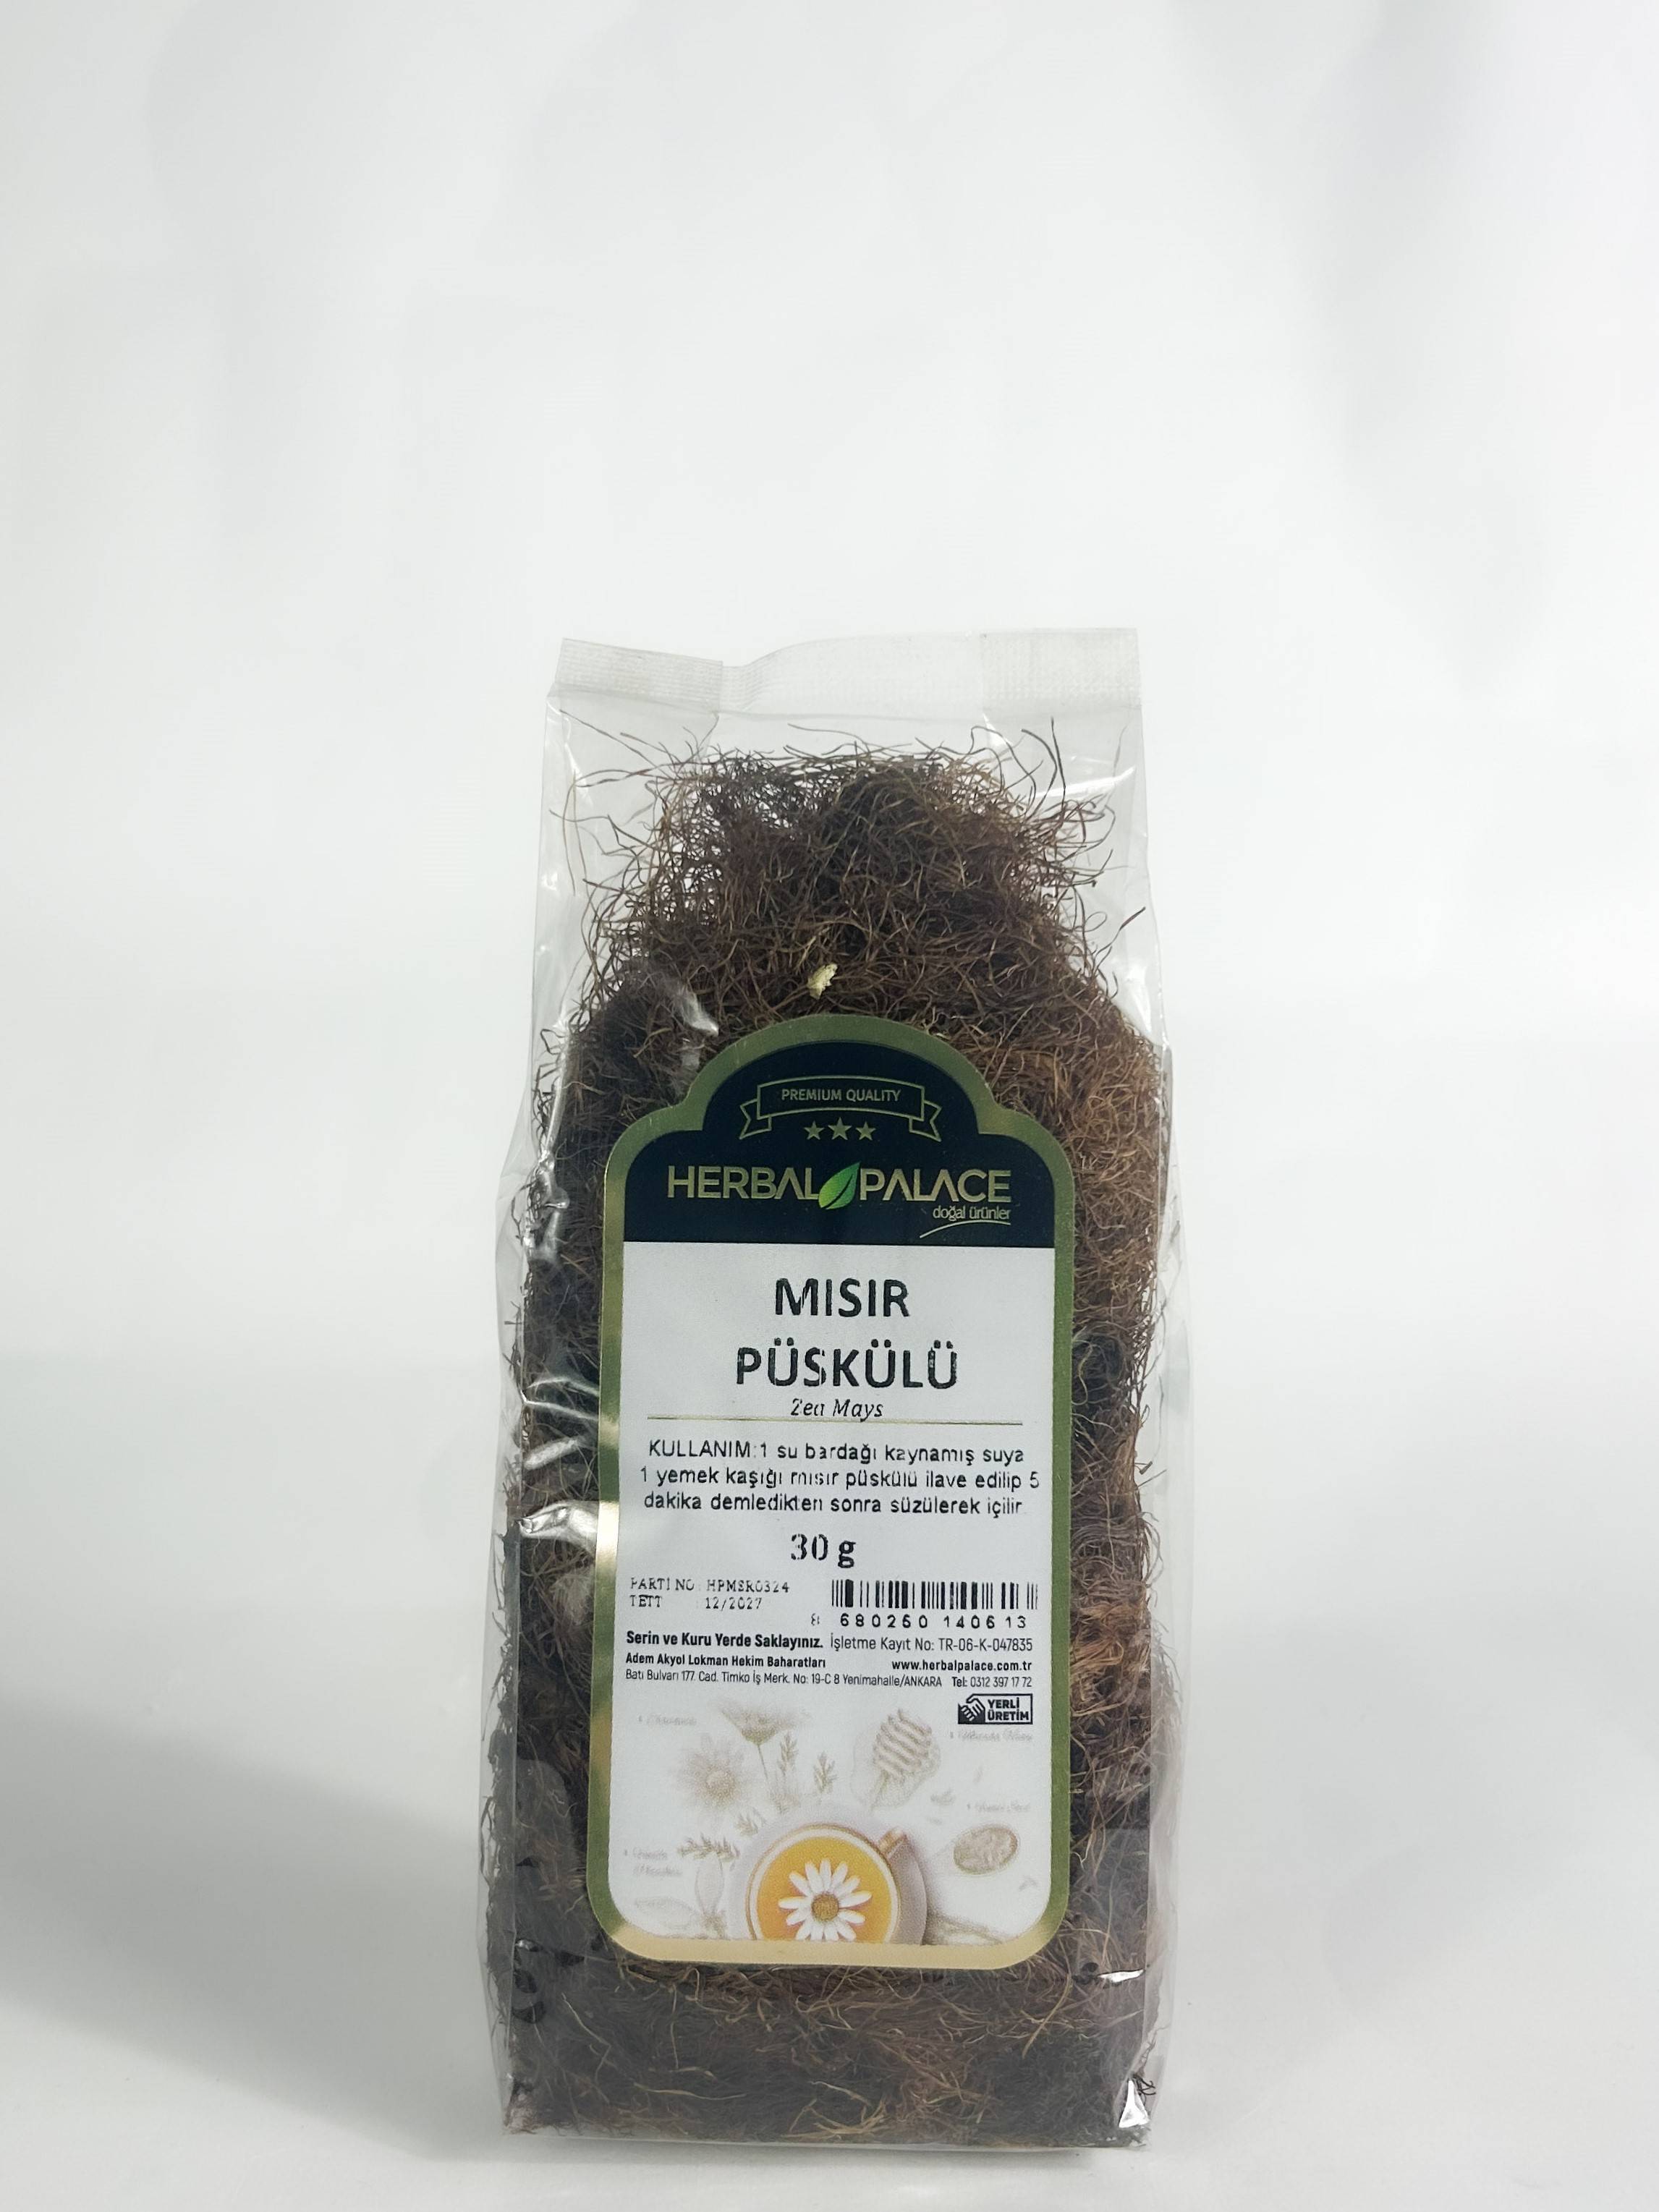 PREMIUM QUALITY
HERBAL PALACE
doğal ürünler
MISIR
PÜSKÜLÜ
Zea Mays
KULLANIM:1 su bardağı kaynamış suya
1 yemek kaşığı mısır püskülü ilave edilip 5
dakika demledikten sonra süzülerek içilir.
30 g
PARTİ NO : HPMSR0324
TETT : 12/2027
8 680250 140613
Serin ve Kuru Yerde Saklayınız. İşletme Kayıt No: TR-06-K-047835
Adem Akyol Lokman Hekim Baharatları www.herbalpalace.com.tr
Batı Bulvarı 177. Cad. Timko İş Merk. No: 19-C 8 Yenimahalle/ANKARA Tel: 0312 397 17 72
YERLİ
ÜRETİM